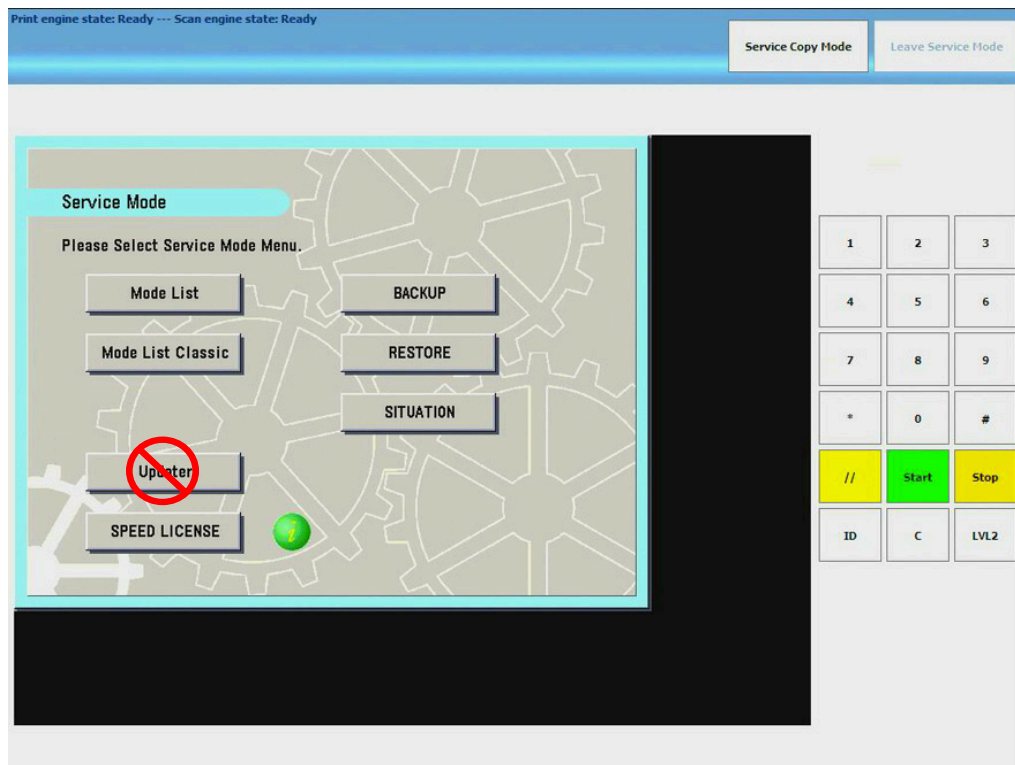 Print engine state: Ready --- Scan engine state: Ready
Service Copy Mode
Leave Service Mode
Service Mode
Please Select Service Mode Menu.
Mode List
BACKUP
Mode List Classic
RESTORE
SITUATION
Updater
SPEED LICENSE
i
1 2 3
4 5 6
7 8 9
* 0 #
// Start Stop
ID C LVL2